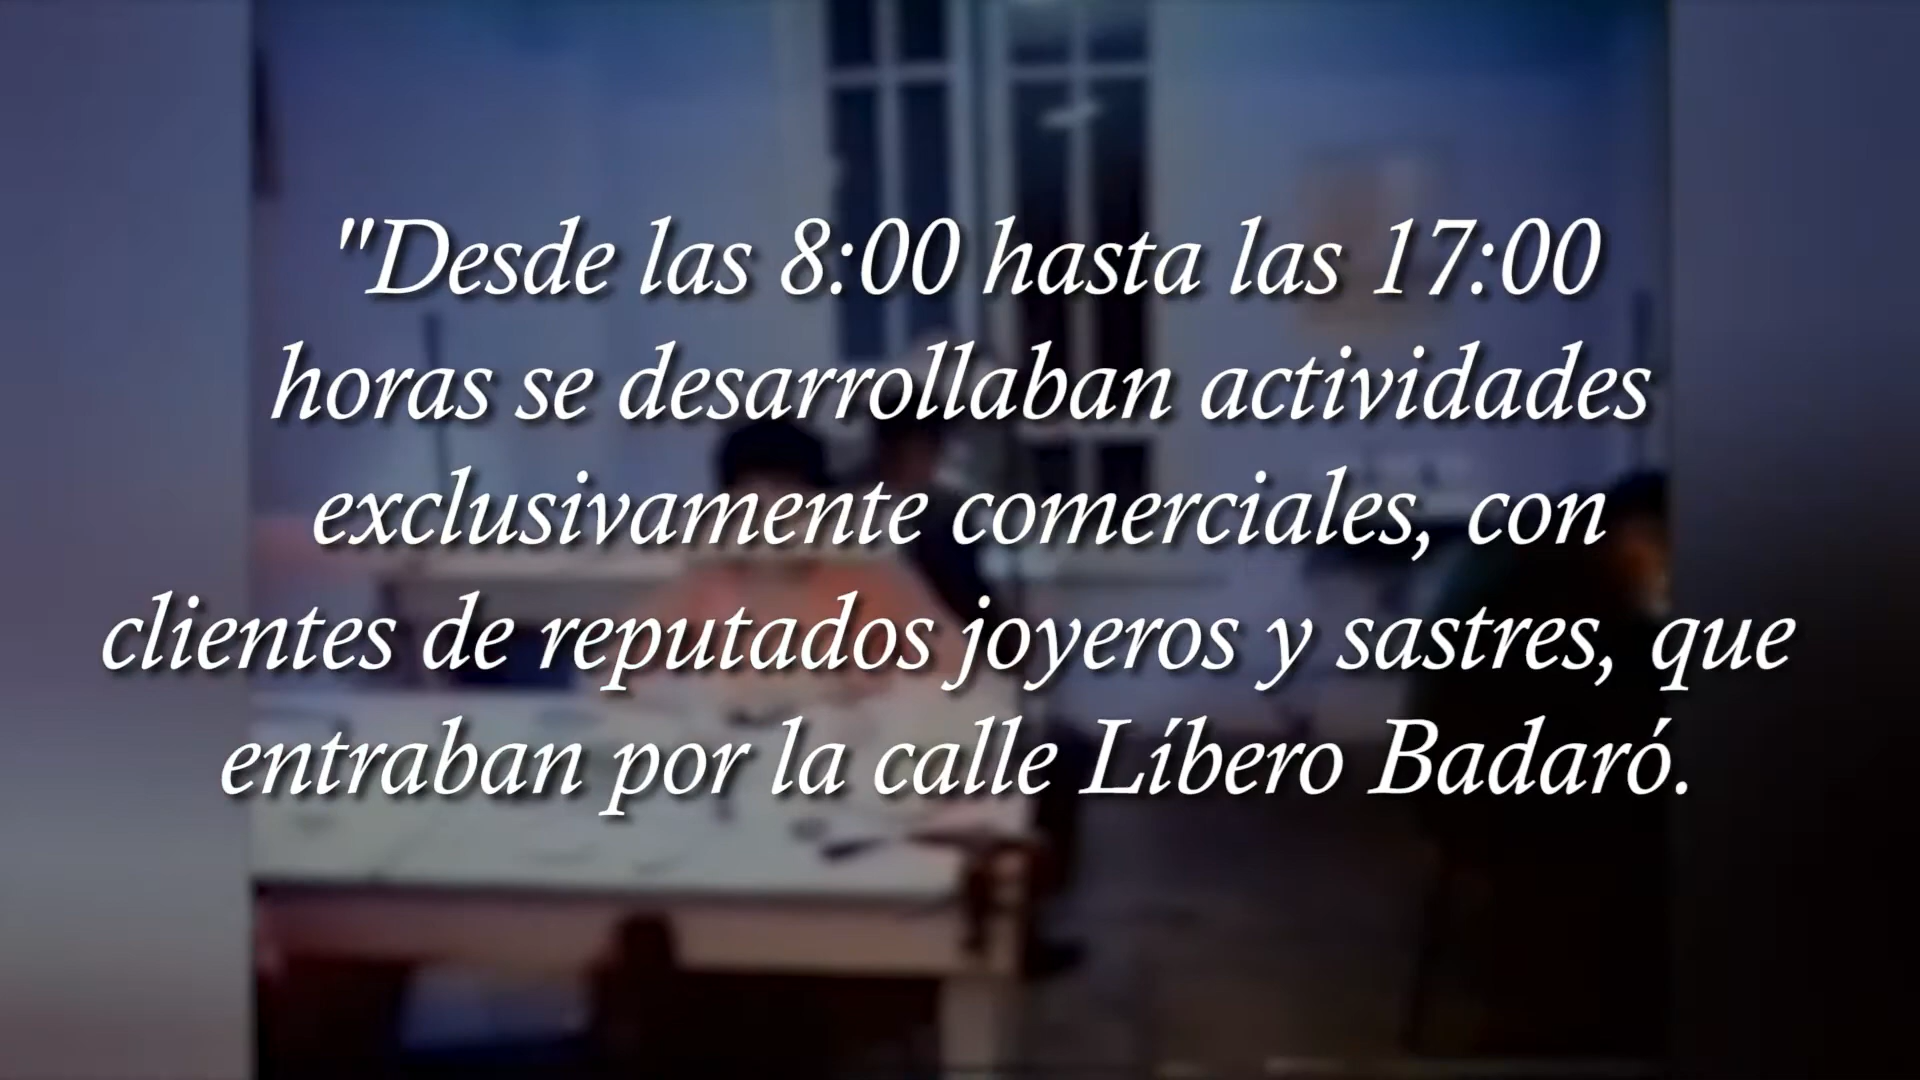 "Desde las 8:00 hasta las 17:00
horas se desarrollaban actividades
exclusivamente comerciales, con
clientes de reputados joyeros y sastres, que
entraban por la calle Líbero Badaró.